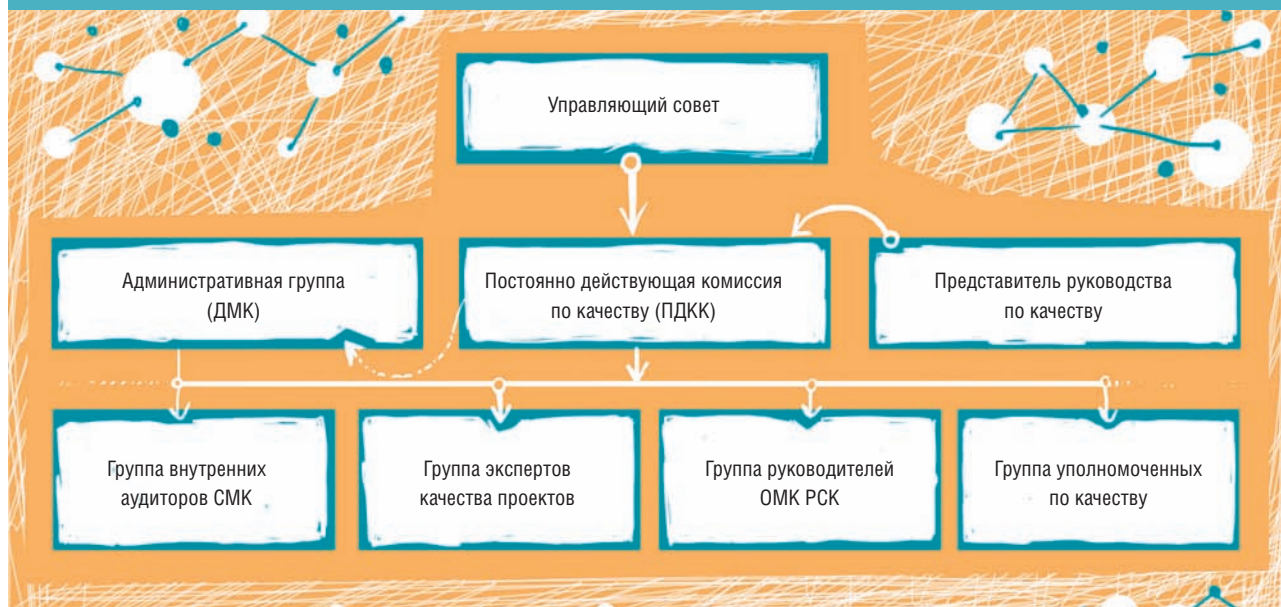 Управляющий совет
Административная группа
(ДМК)
Постоянно действующая комиссия
по качеству (ПДКК)
Представитель руководства
по качеству
Группа внутренних
аудиторов СМК
Группа экспертов
качества проектов
Группа руководителей
ОМК РСК
Группа уполномоченных
по качеству